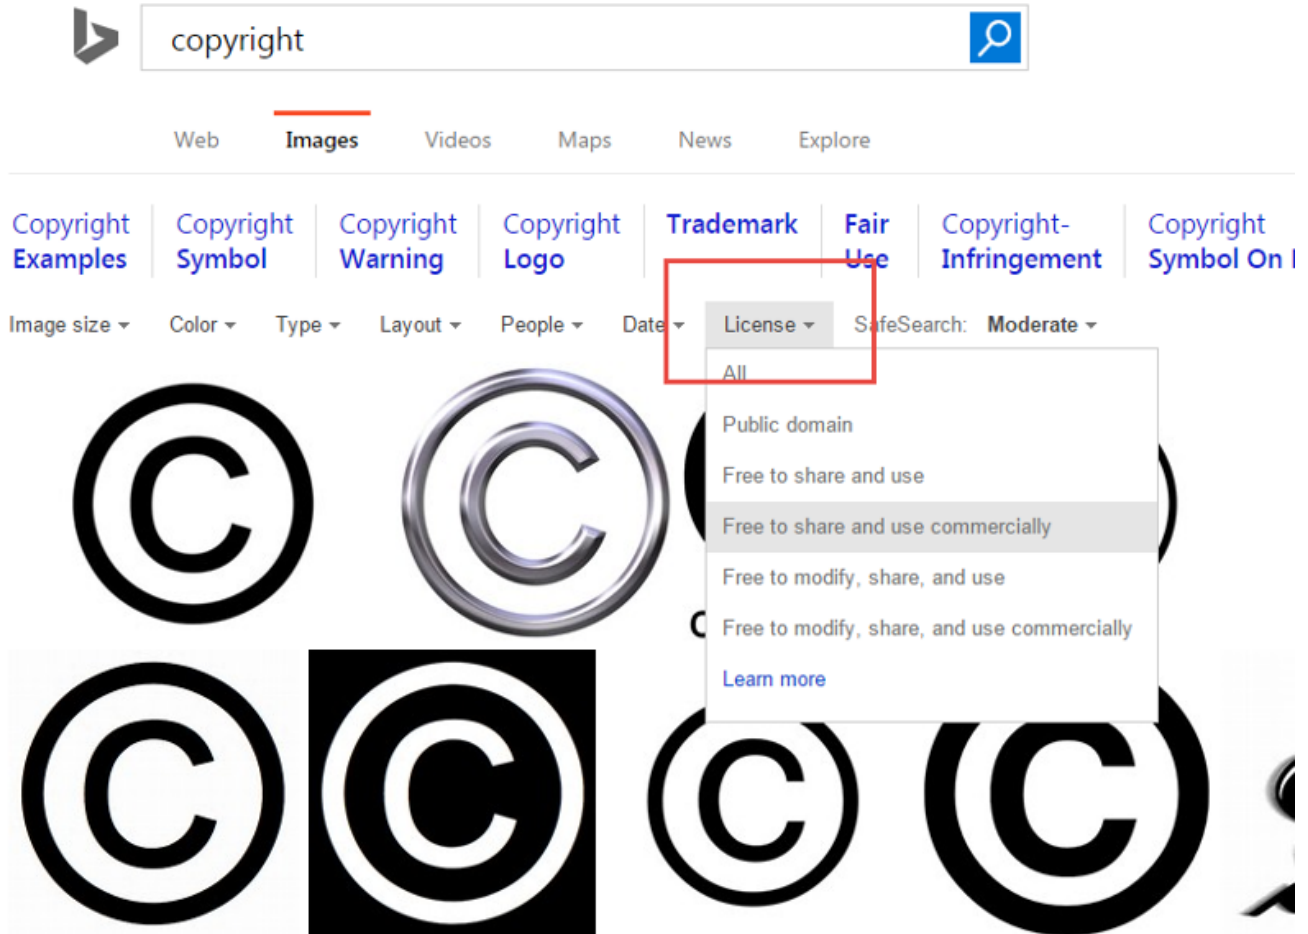 copyright
Web Images Videos Maps News Explore
Copyright Examples
Copyright Symbol
Copyright Warning
Copyright Logo
Trademark
Fair Use
Copyright-Infringement
Copyright Symbol On
Image size Color Type Layout People Date License SafeSearch: Moderate
All
Public domain
Free to share and use
Free to share and use commercially
Free to modify, share, and use
Free to modify, share, and use commercially
Learn more